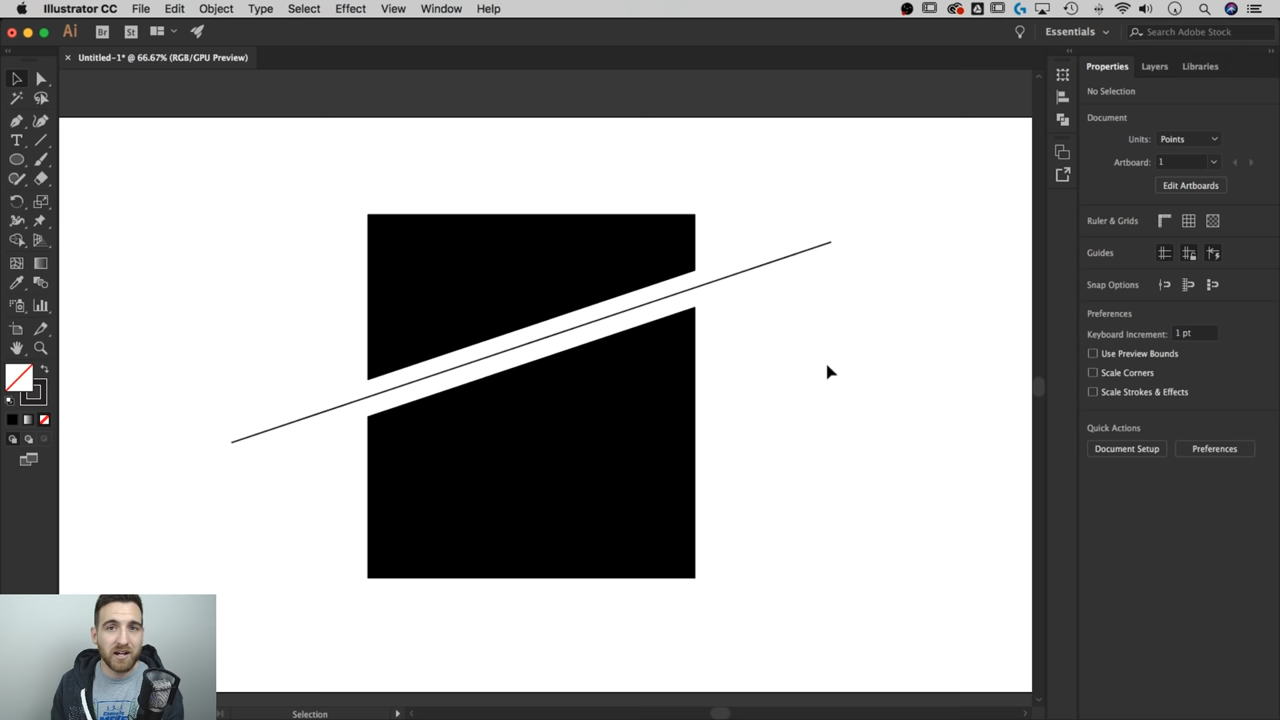 Illustrator CC File Edit Object Type Select Effect View Window Help
Ai Br St Essentials Search Adobe Stock
× Untitled-1* @ 66.67% (RGB/GPU Preview)
Properties Layers Libraries
No Selection
Document
Units: Points
Artboard: 1
Edit Artboards
Ruler & Grids
Guides
Snap Options
Preferences
Keyboard Increment: 1 pt
Use Preview Bounds
Scale Corners
Scale Strokes & Effects
Quick Actions
Document Setup Preferences
Selection